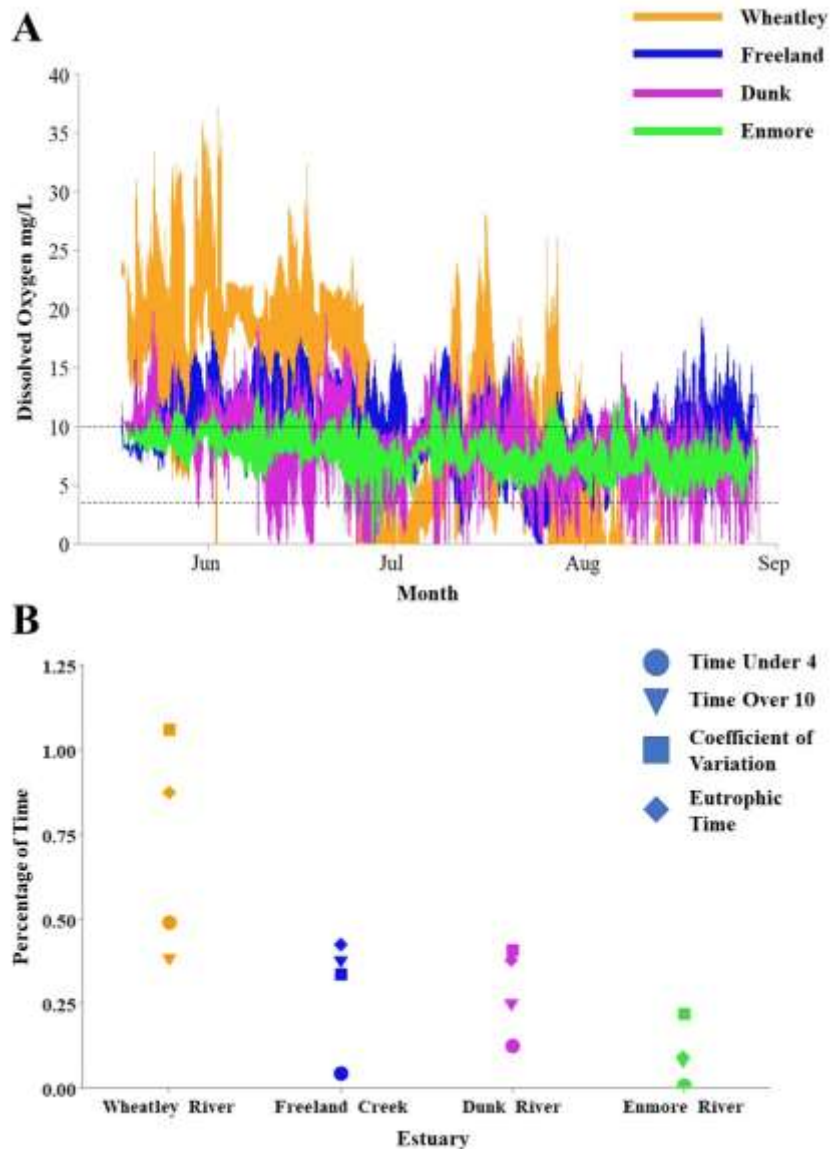 A
Wheatley
Freeland
Dunk
Enmore
40
35
30
25
20
15
10
5
0
Dissolved Oxygen mg/L
Jun
Jul
Aug
Sep
Month
B
Time Under 4
Time Over 10
Coefficient of
Variation
Eutrophic
Time
1.25
1.00
0.75
0.50
0.25
0.00
Percentage of Time
Wheatley River
Freeland Creek
Dunk River
Enmore River
Estuary